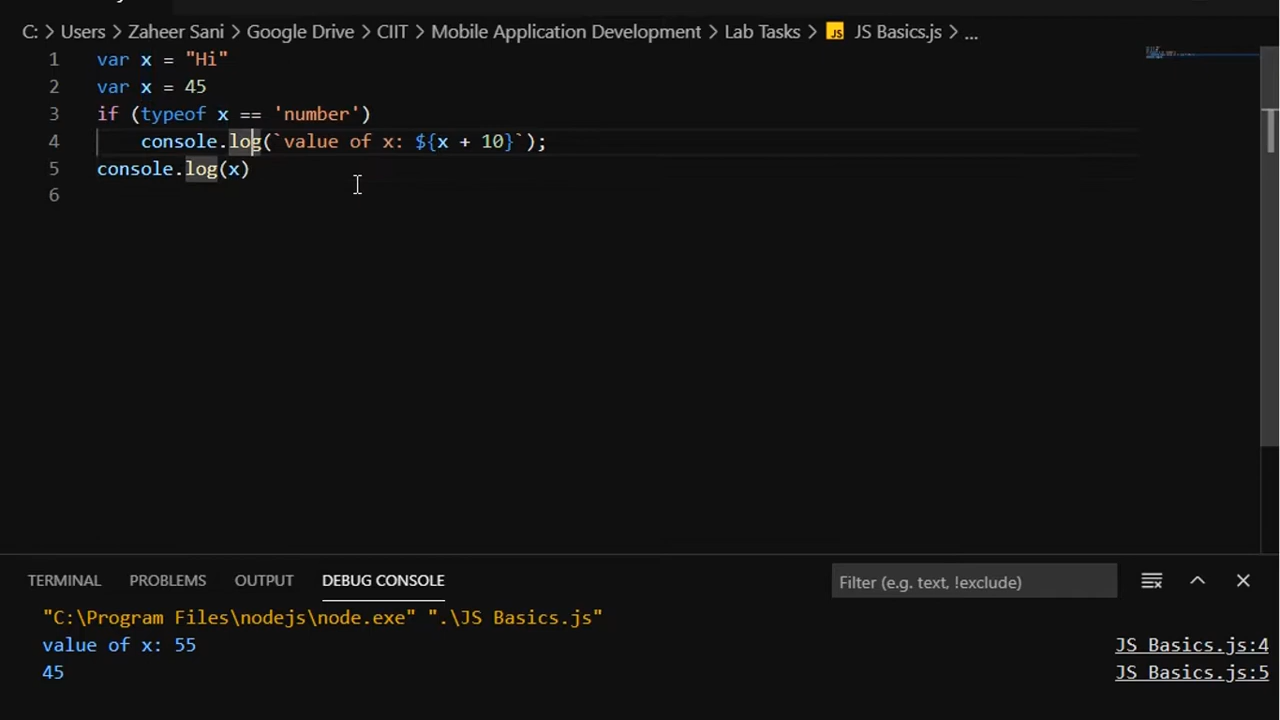 C: > Users > Zaheer Sani > Google Drive > CIIT > Mobile Application Development > Lab Tasks > JS JS Basics.js > ...
1 var x = "Hi"
2 var x = 45
3 if (typeof x == 'number')
4 console.log(`value of x: ${x + 10}`);
5 console.log(x)
6
TERMINAL PROBLEMS OUTPUT DEBUG CONSOLE Filter (e.g. text, !exclude)
"C:\Program Files\nodejs\node.exe" ".\JS Basics.js"
value of x: 55 JS Basics.js:4
45 JS Basics.js:5